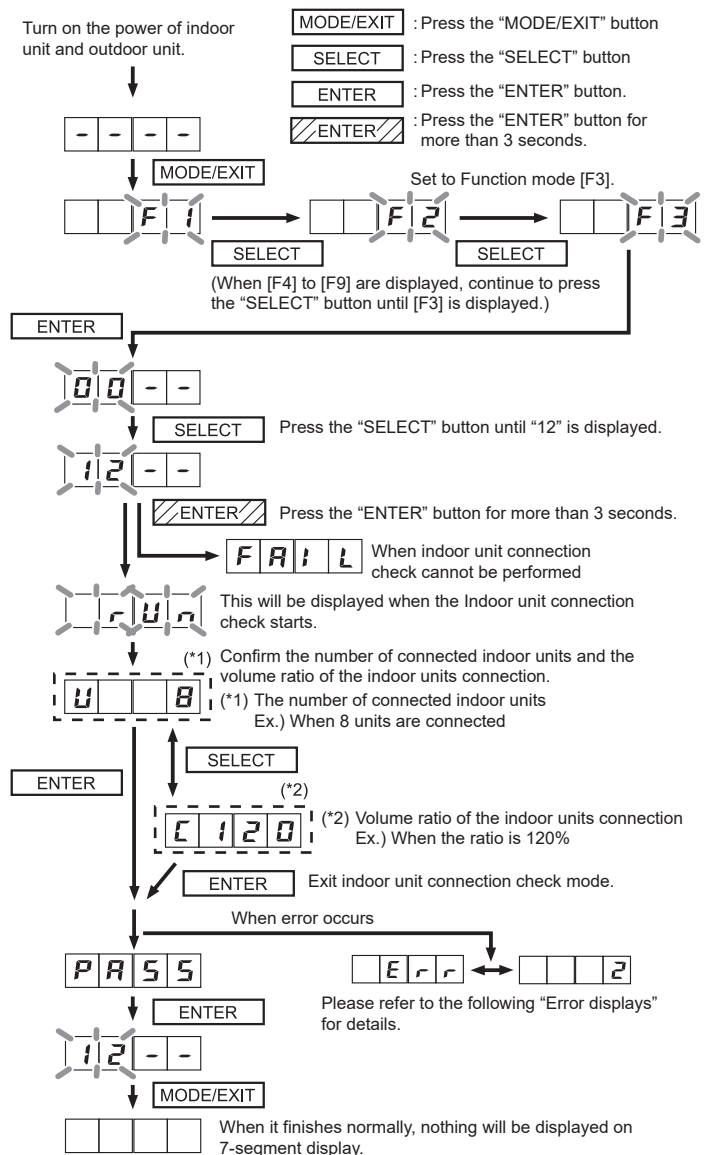 Turn on the power of indoor
unit and outdoor unit.
MODE/EXIT : Press the “MODE/EXIT” button
SELECT : Press the “SELECT” button
ENTER : Press the “ENTER” button.
ENTER : Press the “ENTER” button for
more than 3 seconds.
- - - -
MODE/EXIT
Set to Function mode [F3].
F 1 F 2 F 3
SELECT SELECT
(When [F4] to [F9] are displayed, continue to press
the “SELECT” button until [F3] is displayed.)
ENTER
0 0 - -
SELECT Press the “SELECT” button until “12” is displayed.
1 2 - -
ENTER Press the “ENTER” button for more than 3 seconds.
F A I L When indoor unit connection
check cannot be performed
r U n This will be displayed when the Indoor unit connection
check starts.
(*1) Confirm the number of connected indoor units and the
volume ratio of the indoor units connection.
U 8 (*1) The number of connected indoor units
Ex.) When 8 units are connected
SELECT
ENTER
(*2)
C 1 2 0 (*2) Volume ratio of the indoor units connection
Ex.) When the ratio is 120%
ENTER Exit indoor unit connection check mode.
When error occurs
P A S S E r r 2
Please refer to the following “Error displays”
for details.
ENTER
1 2 - -
MODE/EXIT
When it finishes normally, nothing will be displayed on
7-segment display.